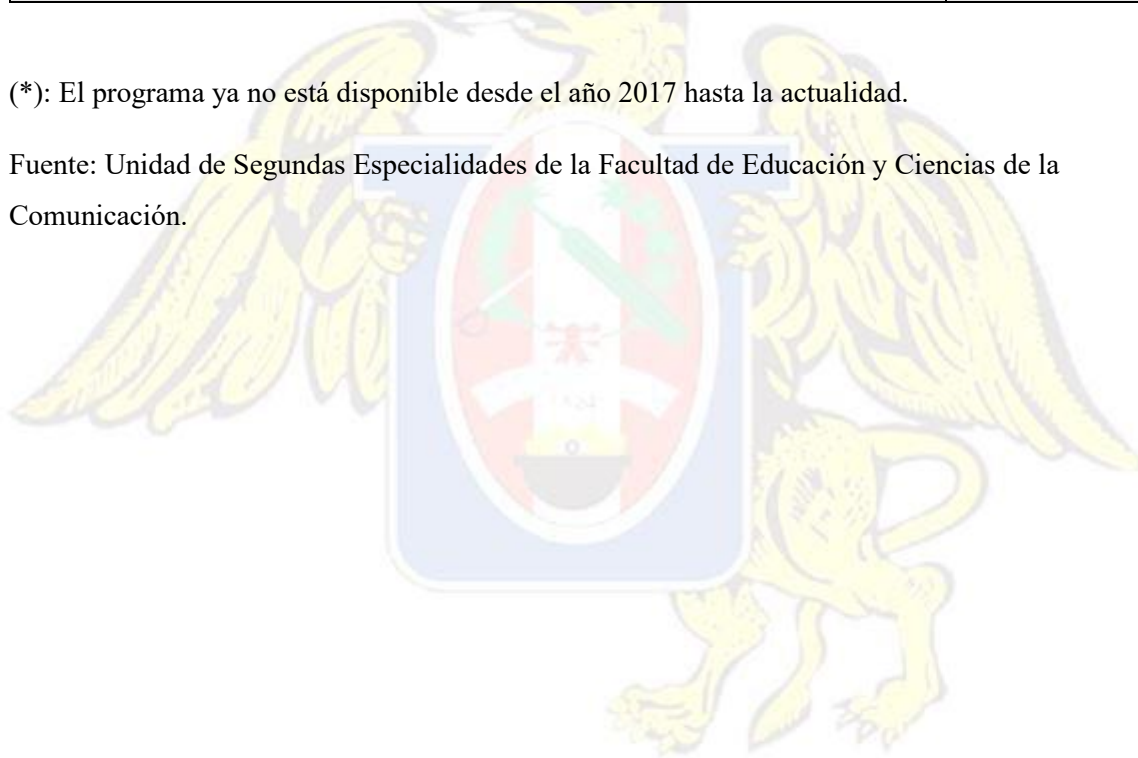 (*): El programa ya no está disponible desde el año 2017 hasta la actualidad.
Fuente: Unidad de Segundas Especialidades de la Facultad de Educación y Ciencias de la
Comunicación.